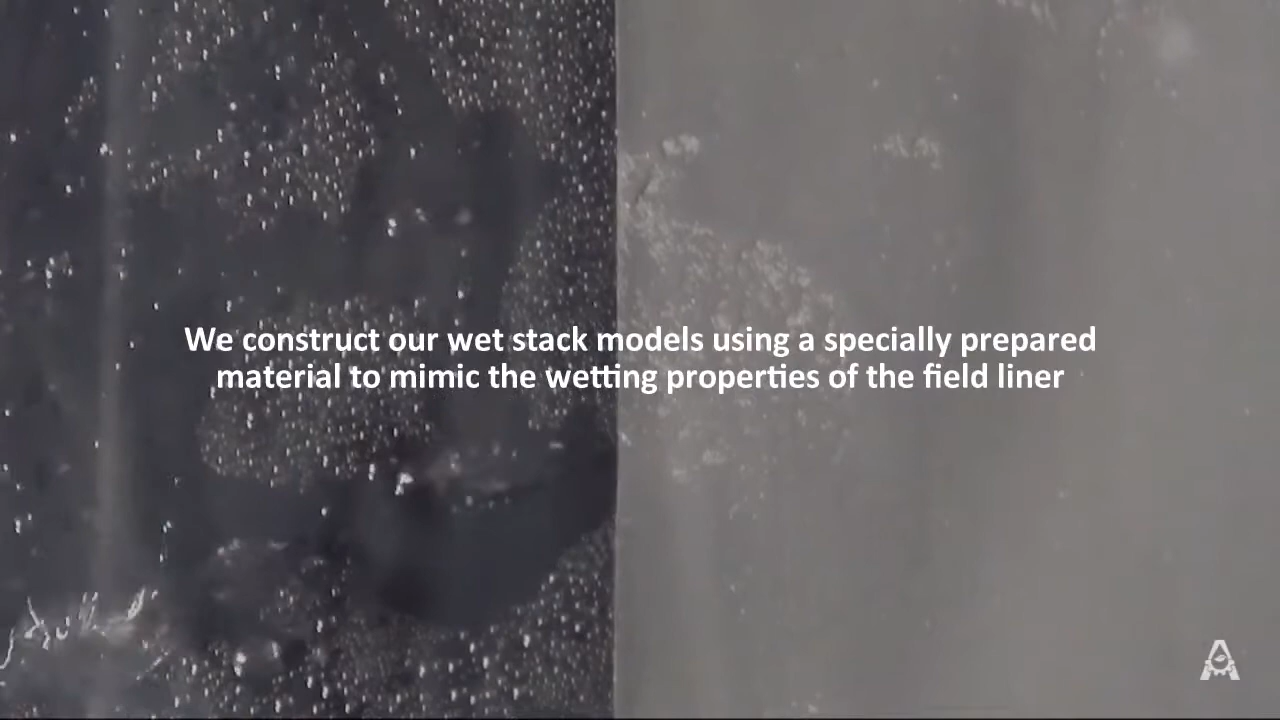 We construct our wet stack models using a specially prepared
material to mimic the wetting properties of the field liner